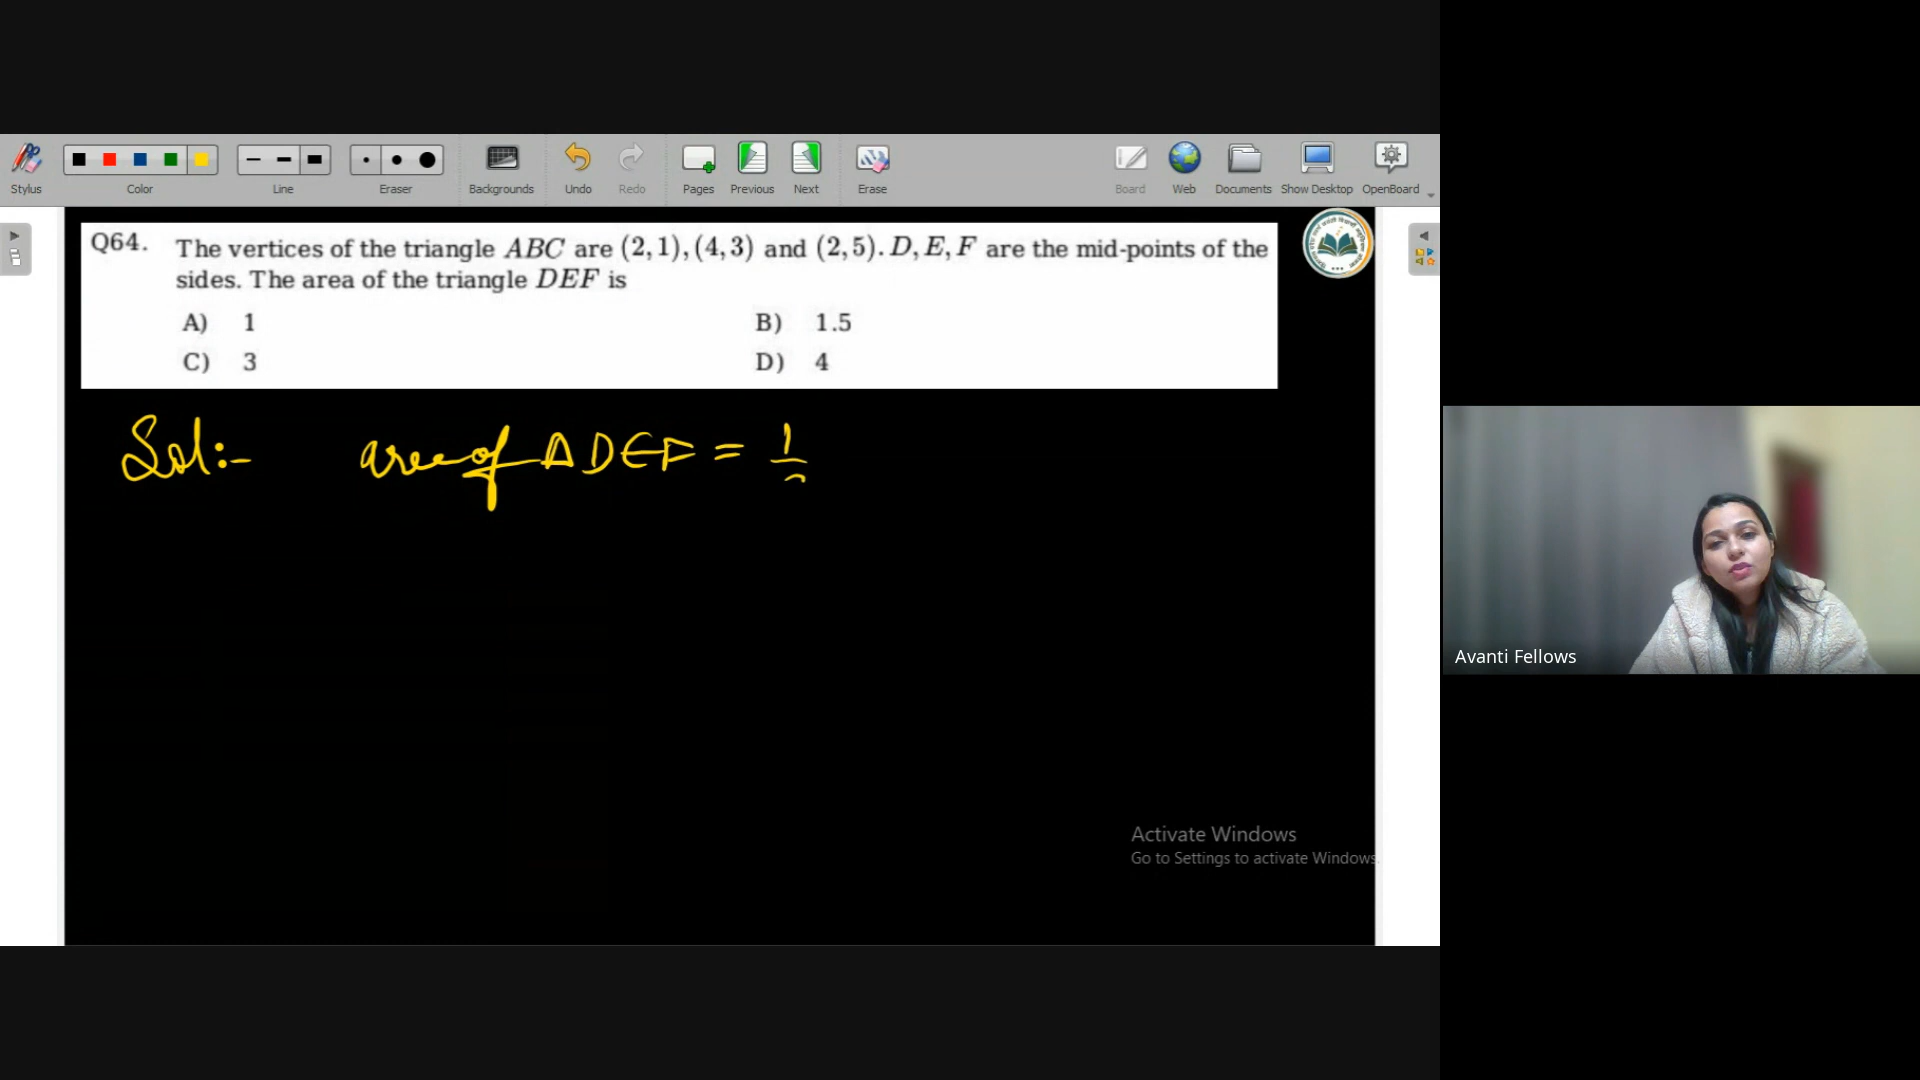 Stylus
Color
Line
Eraser
Backgrounds
Undo
Redo
Pages
Previous
Next
Erase
Board
Web
Documents
Show Desktop
OpenBoard
Q64. The vertices of the triangle ABC are (2, 1), (4, 3) and (2, 5). D, E, F are the mid-points of the
sides. The area of the triangle DEF is
A) 1
B) 1.5
C) 3
D) 4
Sol:- area of Δ DEF = 1
Avanti Fellows
Activate Windows
Go to Settings to activate Windows.